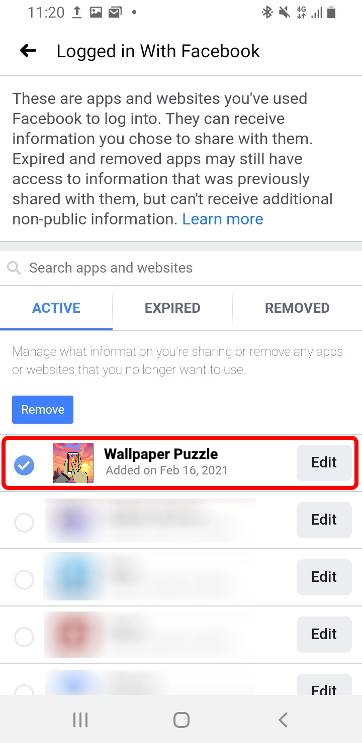 11:20
4G
Logged in With Facebook
These are apps and websites you've used
Facebook to log into. They can receive
information you chose to share with them.
Expired and removed apps may still have
access to information that was previously
shared with them, but can't receive additional
non-public information. Learn more
Search apps and websites
ACTIVE EXPIRED REMOVED
Manage what information you're sharing or remove any apps
or websites that you no longer want to use.
Remove
Wallpaper Puzzle
Added on Feb 16, 2021
Edit
Edit
Edit
Edit
Edit